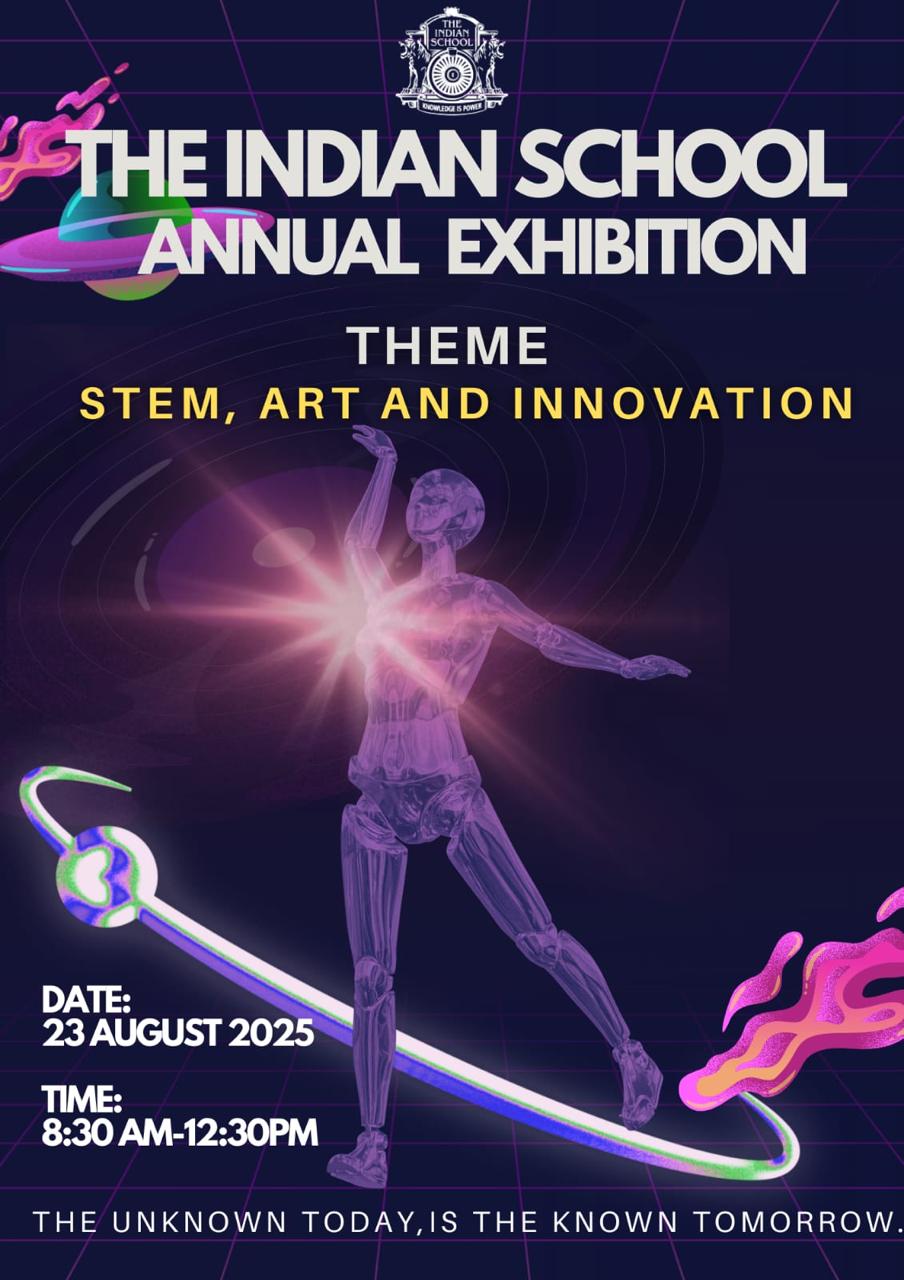 THE
INDIAN
SCHOOL
KNOWLEDGE IS POWER
THE INDIAN SCHOOL
ANNUAL EXHIBITION
THEME
STEM, ART AND INNOVATION
DATE:
23 AUGUST 2025
TIME:
8:30 AM-12:30PM
THE UNKNOWN TODAY,IS THE KNOWN TOMORROW.